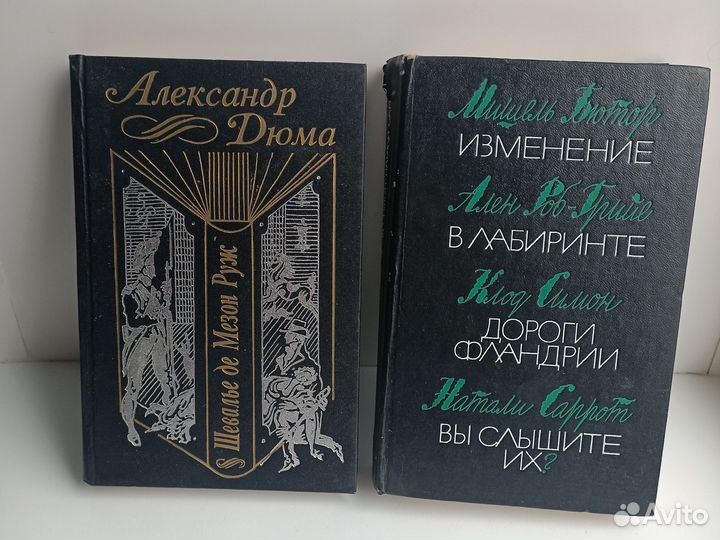 Александр
Дюма
Шевалье де Мезон Руж
Мишель Бютор
ИЗМЕНЕНИЕ
Ален Роб-Грийе
В ЛАБИРИНТЕ
Клод Симон
ДОРОГИ
ФЛАНДРИИ
Натали Саррот
ВЫ СЛЫШИТЕ
ИХ?
Avito